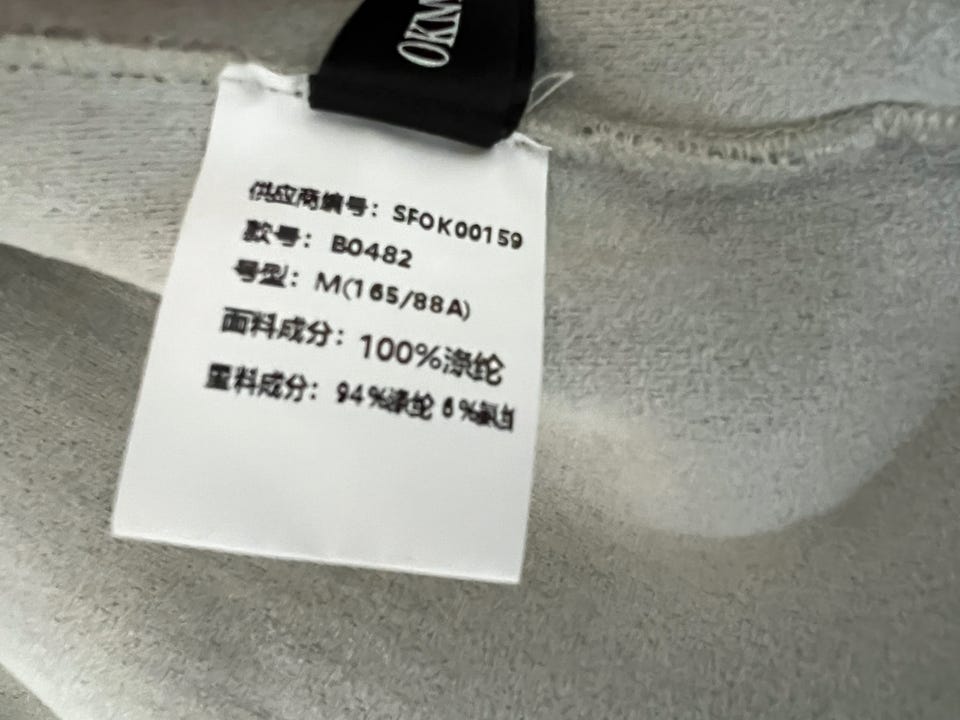 OKN
供应商编号：SFOK00159
款号：B0482
号型：M(165/88A)
面料成分：100%涤纶
里料成分：94%涤纶 6%氨纟